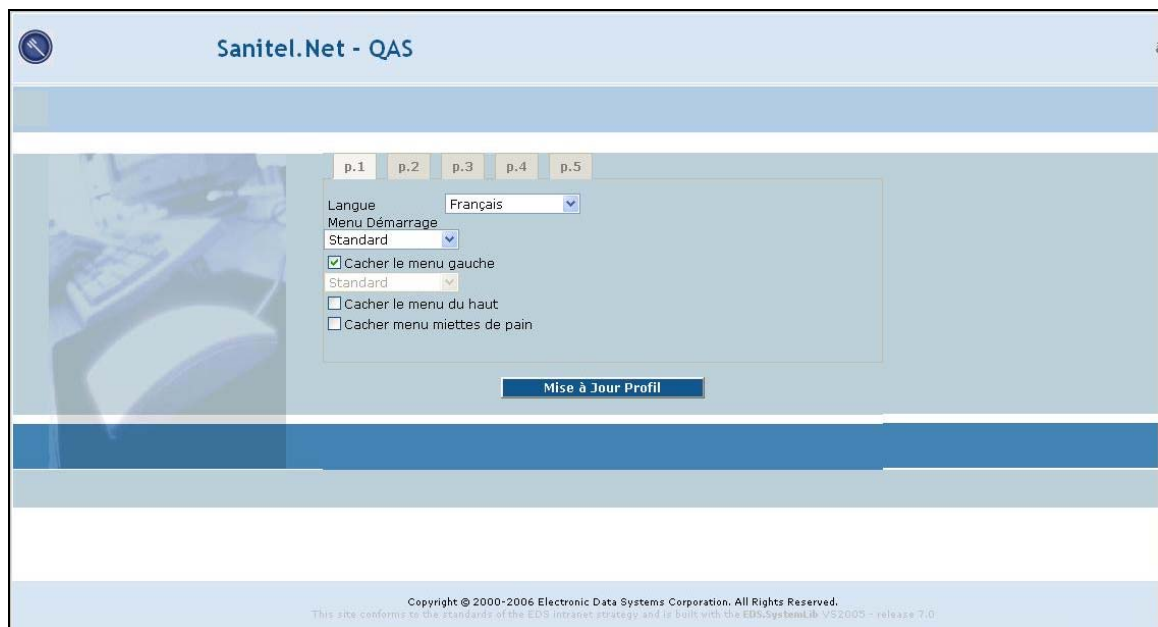 Sanitel.Net - QAS
p.1 p.2 p.3 p.4 p.5
Langue Français
Menu Démarrage
Standard
Cacher le menu gauche
Standard
Cacher le menu du haut
Cacher menu miettes de pain
Mise à Jour Profil
Copyright © 2000-2006 Electronic Data Systems Corporation. All Rights Reserved.
This site conforms to the standards of the EDS intranet strategy and is built with the EDS.SystemLib VS2005 - release 7.0